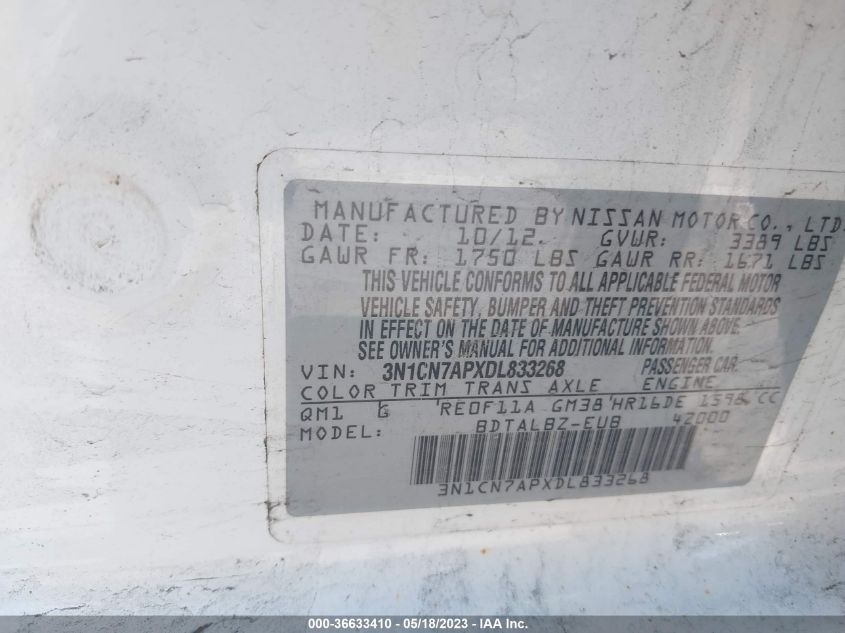 MANUFACTURED BY NISSAN MOTOR CO., LTD.
DATE: 10/12 GVWR: 3389 LBS
GAWR FR: 1750 LBS GAWR RR: 1671 LBS
THIS VEHICLE CONFORMS TO ALL APPLICABLE FEDERAL MOTOR
VEHICLE SAFETY, BUMPER AND THEFT PREVENTION STANDARDS
IN EFFECT ON THE DATE OF MANUFACTURE SHOWN ABOVE.
SEE OWNER'S MANUAL FOR ADDITIONAL INFORMATION.
VIN: 3N1CN7APXDL833268 PASSENGER CAR.
COLOR TRIM TRANS AXLE ENGINE
QM1 G RE0F11A GM38 HR16DE 1598 CC
MODEL: BDTALBZ-EUB 42000
3N1CN7APXDL833268
000-36633410 - 05/18/2023 - IAA Inc.